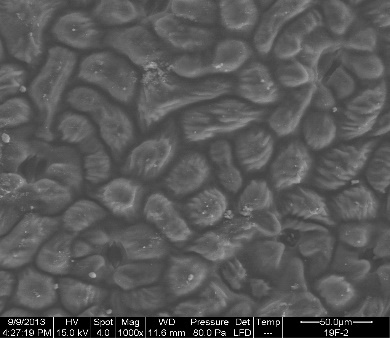 9/9/2013 HV Spot Mag WD Pressure Det Temp 50.0µm
4:27:19 PM 15.0 kV 4.0 1000x 11.6 mm 80.0 Pa LFD --- 19F-2